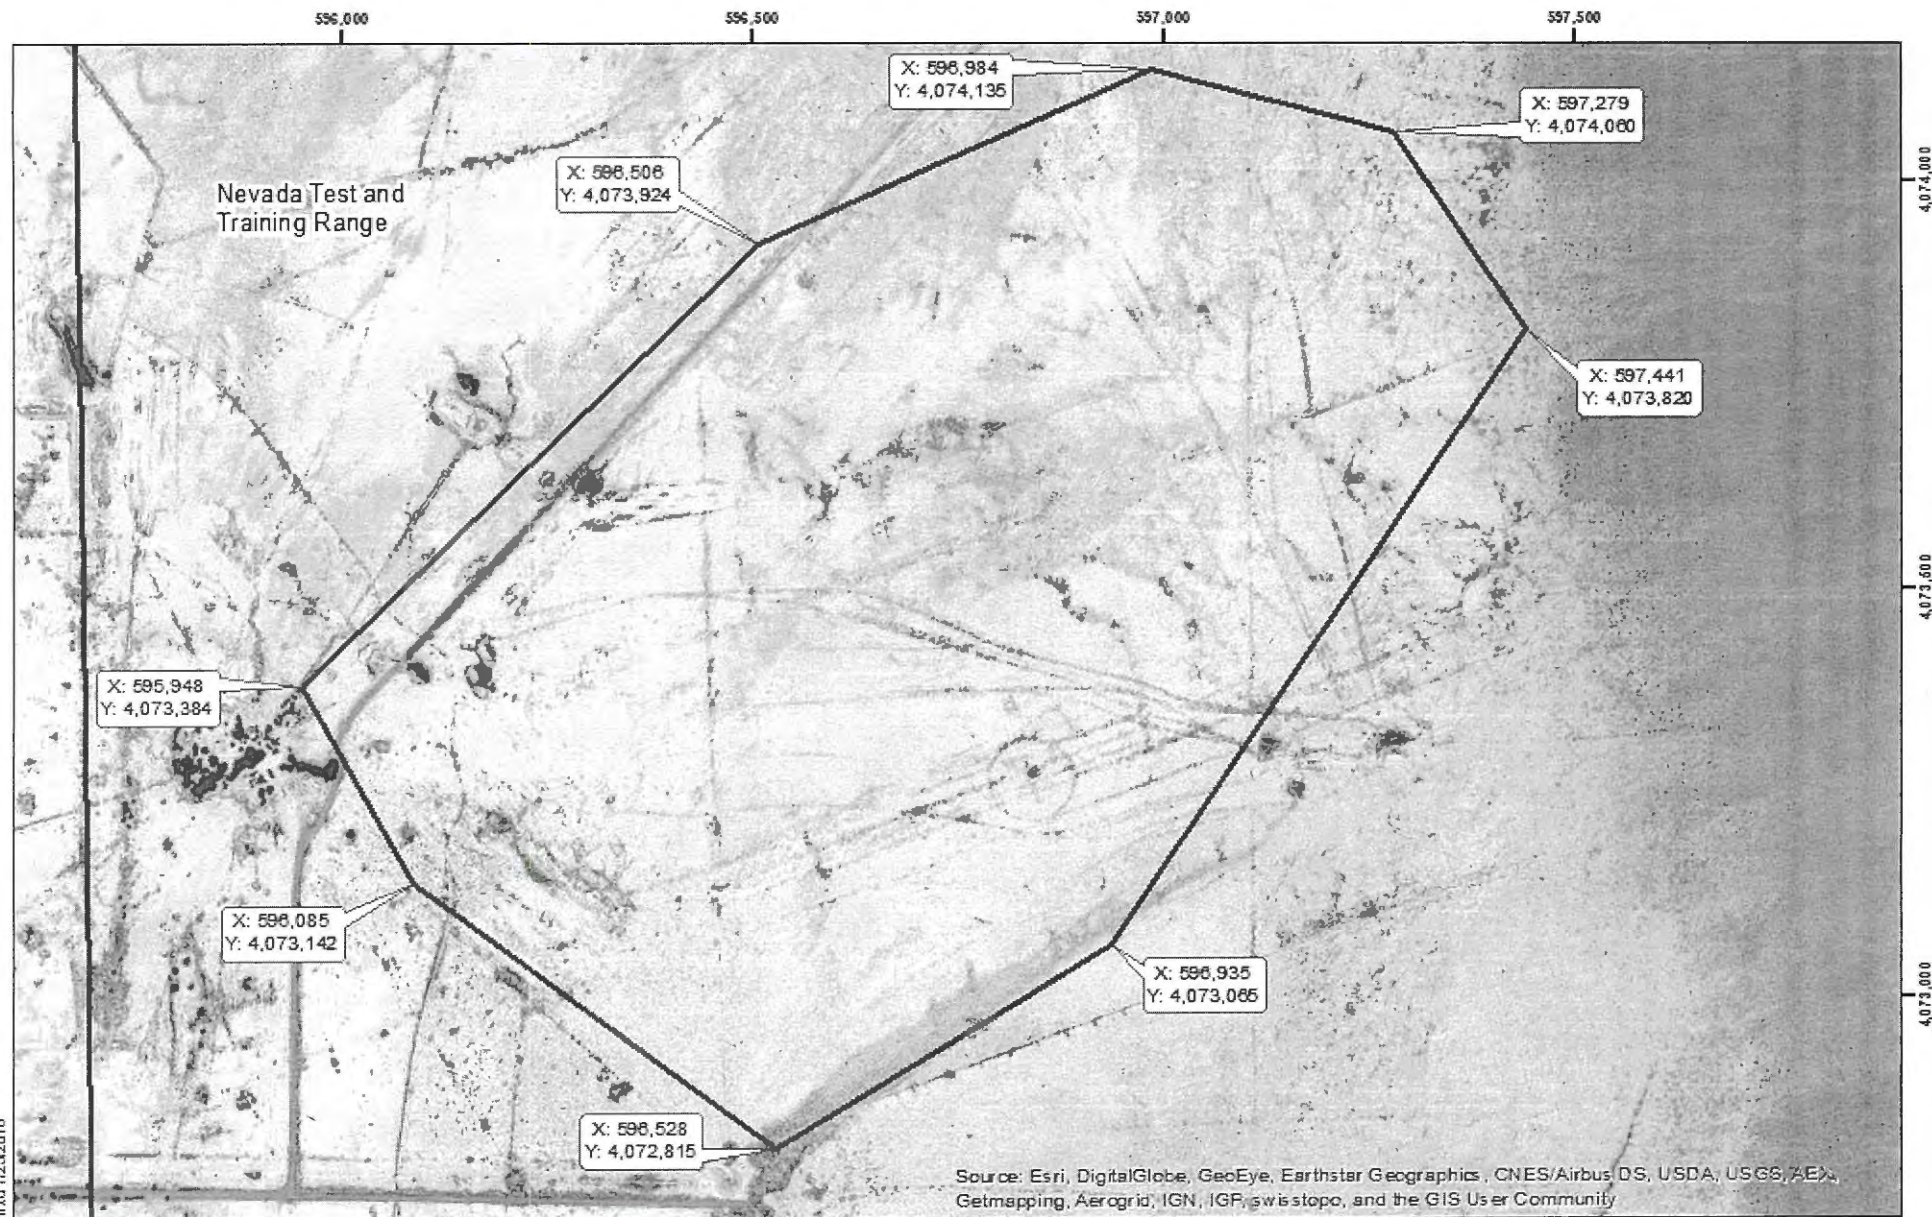 596,000
596,500
597,000
597,500
X: 596,984
Y: 4,074,135
X: 597,279
Y: 4,074,060
4,074,000
X: 596,506
Y: 4,073,924
Nevada Test and
Training Range
X: 597,441
Y: 4,073,820
4,073,500
X: 595,948
Y: 4,073,384
X: 596,085
Y: 4,073,142
X: 596,935
Y: 4,073,065
4,073,000
X: 596,528
Y: 4,072,815
Source: Esri, DigitalGlobe, GeoEye, Earthstar Geographics, CNES/Airbus DS, USDA, USGS, AEX,
Getmapping, Aerogrid, IGN, IGP, swisstopo, and the GIS User Community